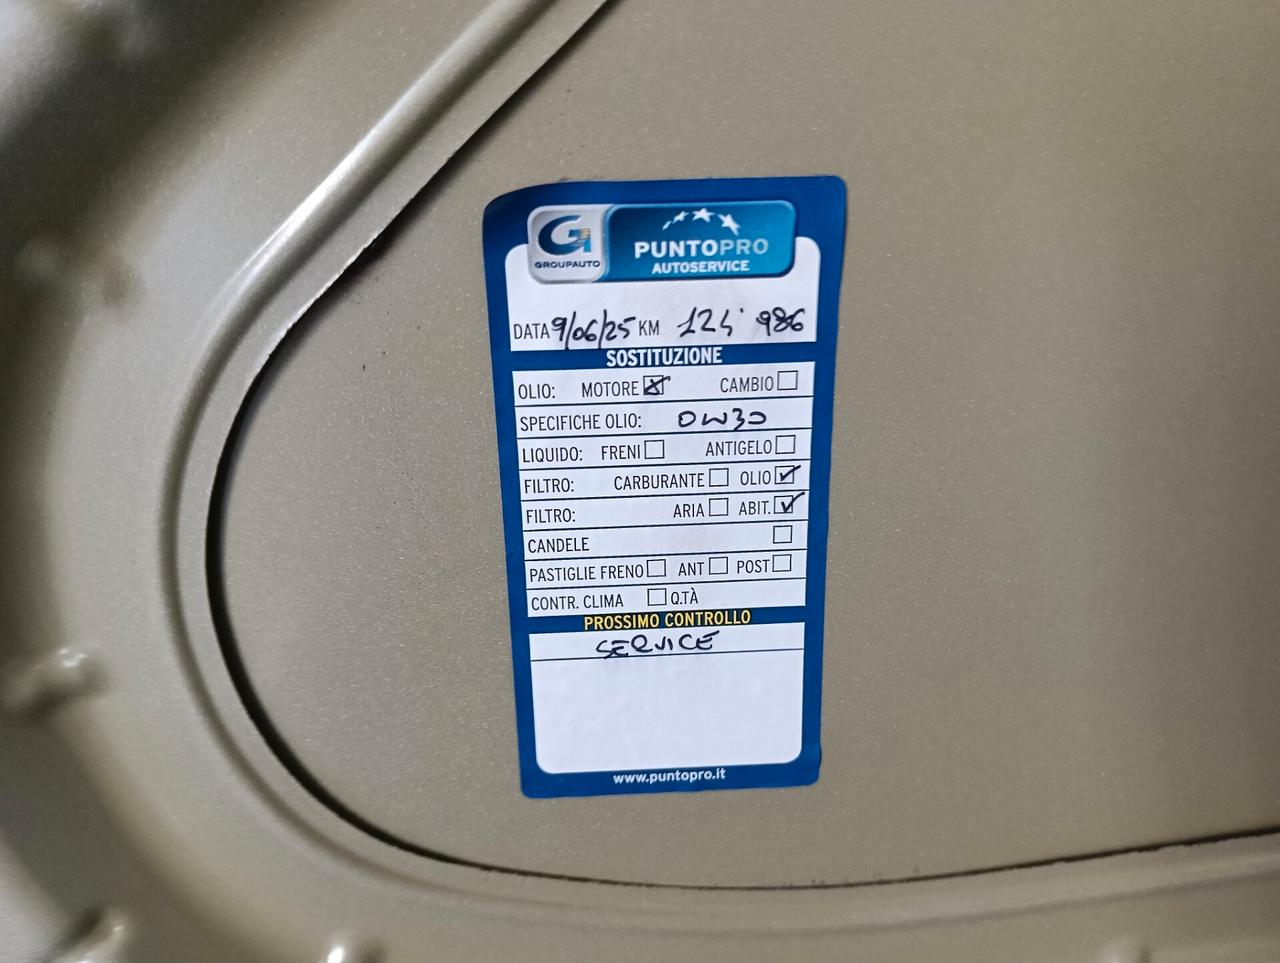 G
GROUPAUTO
PUNTOPRO
AUTOSERVICE
DATA 9/06/25 KM 124'986
SOSTITUZIONE
OLIO: MOTORE CAMBIO
SPECIFICHE OLIO: 0W30
LIQUIDO: FRENI ANTIGELO
FILTRO: CARBURANTE OLIO
FILTRO: ARIA ABIT.
CANDELE
PASTIGLIE FRENO ANT POST
CONTR. CLIMA Q.TÀ
PROSSIMO CONTROLLO
SERVICE
www.puntopro.it